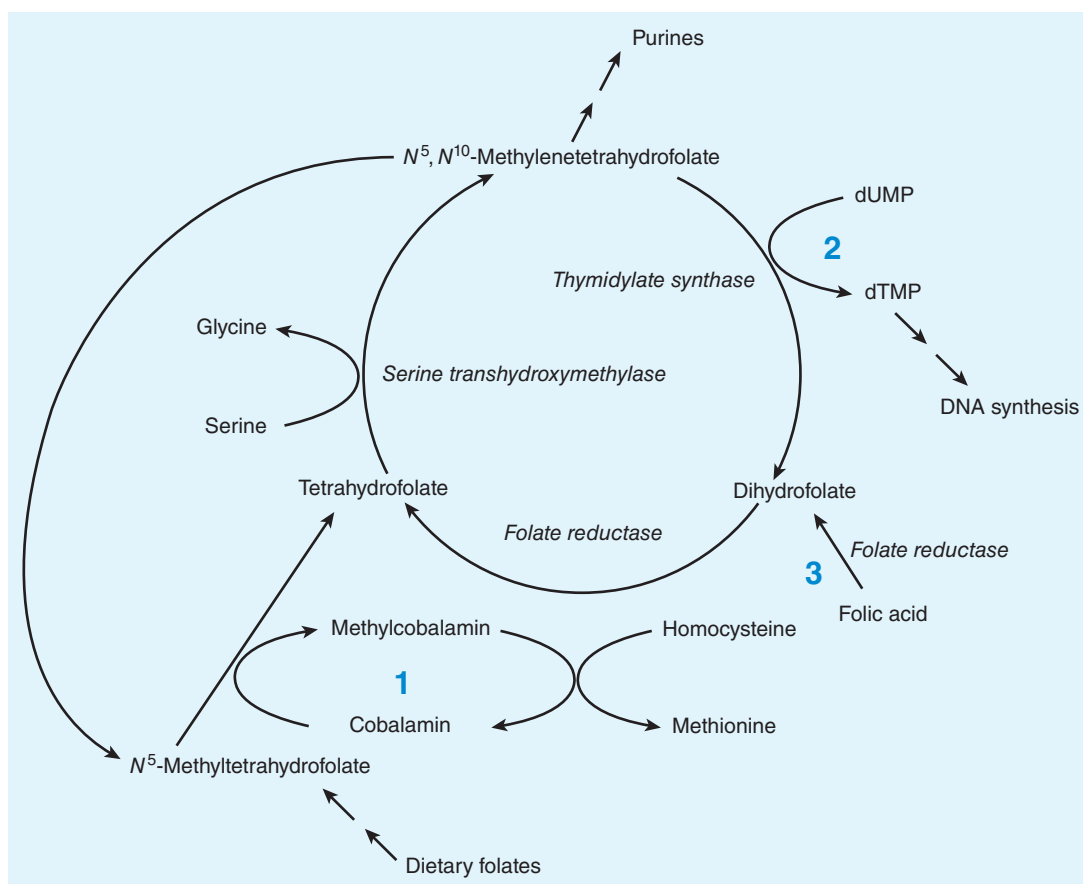 Purines
N⁵, N¹⁰-Methylenetetrahydrofolate
dUMP
2
Thymidylate synthase
dTMP
Glycine
Serine transhydroxymethylase
DNA synthesis
Serine
Tetrahydrofolate
Dihydrofolate
Folate reductase
Folate reductase
3
Folic acid
Methylcobalamin
Homocysteine
1
Cobalamin
Methionine
N⁵-Methyltetrahydrofolate
Dietary folates